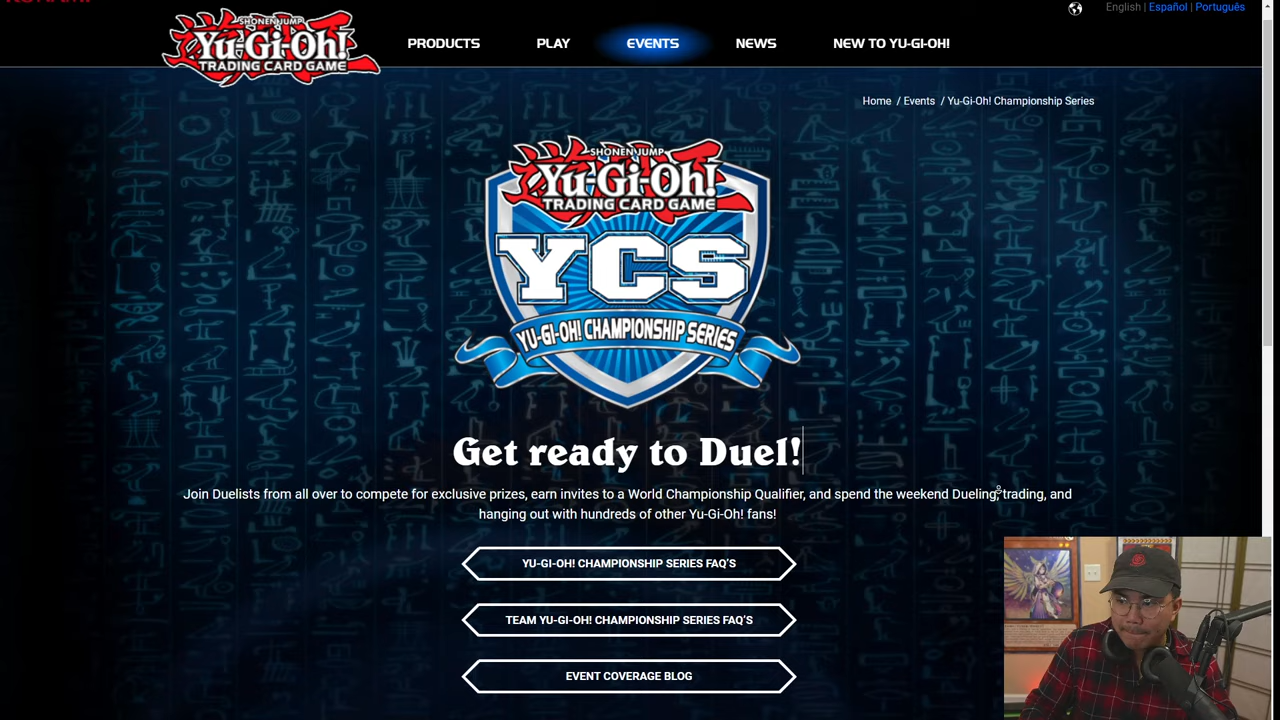 KONAMI
English | Español | Português
SHONEN JUMP
Yu-Gi-Oh!
TRADING CARD GAME
PRODUCTS
PLAY
EVENTS
NEWS
NEW TO YU-GI-OH!
Home / Events / Yu-Gi-Oh! Championship Series
遊☆戯☆王
SHONEN JUMP
Yu-Gi-Oh!
TRADING CARD GAME
YCS
YU-GI-OH! CHAMPIONSHIP SERIES
Get ready to Duel!
Join Duelists from all over to compete for exclusive prizes, earn invites to a World Championship Qualifier, and spend the weekend Dueling, trading, and
hanging out with hundreds of other Yu-Gi-Oh! fans!
YU-GI-OH! CHAMPIONSHIP SERIES FAQ'S
TEAM YU-GI-OH! CHAMPIONSHIP SERIES FAQ'S
EVENT COVERAGE BLOG